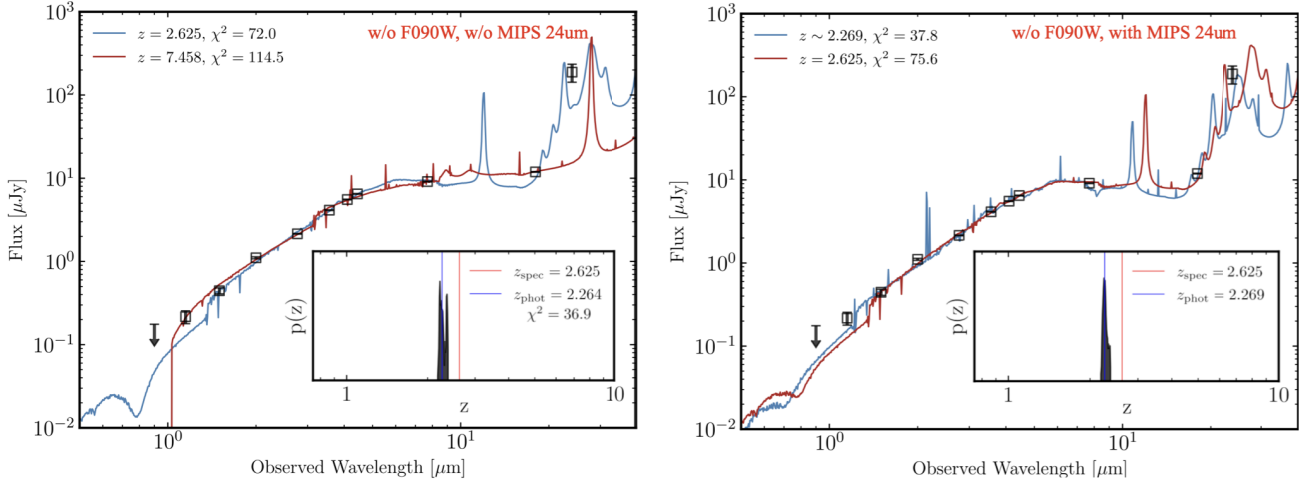 z = 2.625, χ² = 72.0
z = 7.458, χ² = 114.5
w/o F090W, w/o MIPS 24um
10³
10²
10¹
10⁰
10⁻¹
10⁻²
Flux [μJy]
z_spec = 2.625
z_phot = 2.264
χ² = 36.9
p(z)
1
10
z
10⁰
10¹
Observed Wavelength [μm]
z ∼ 2.269, χ² = 37.8
z = 2.625, χ² = 75.6
w/o F090W, with MIPS 24um
10³
10²
10¹
10⁰
10⁻¹
10⁻²
Flux [μJy]
z_spec = 2.625
z_phot = 2.269
p(z)
1
10
z
10⁰
10¹
Observed Wavelength [μm]